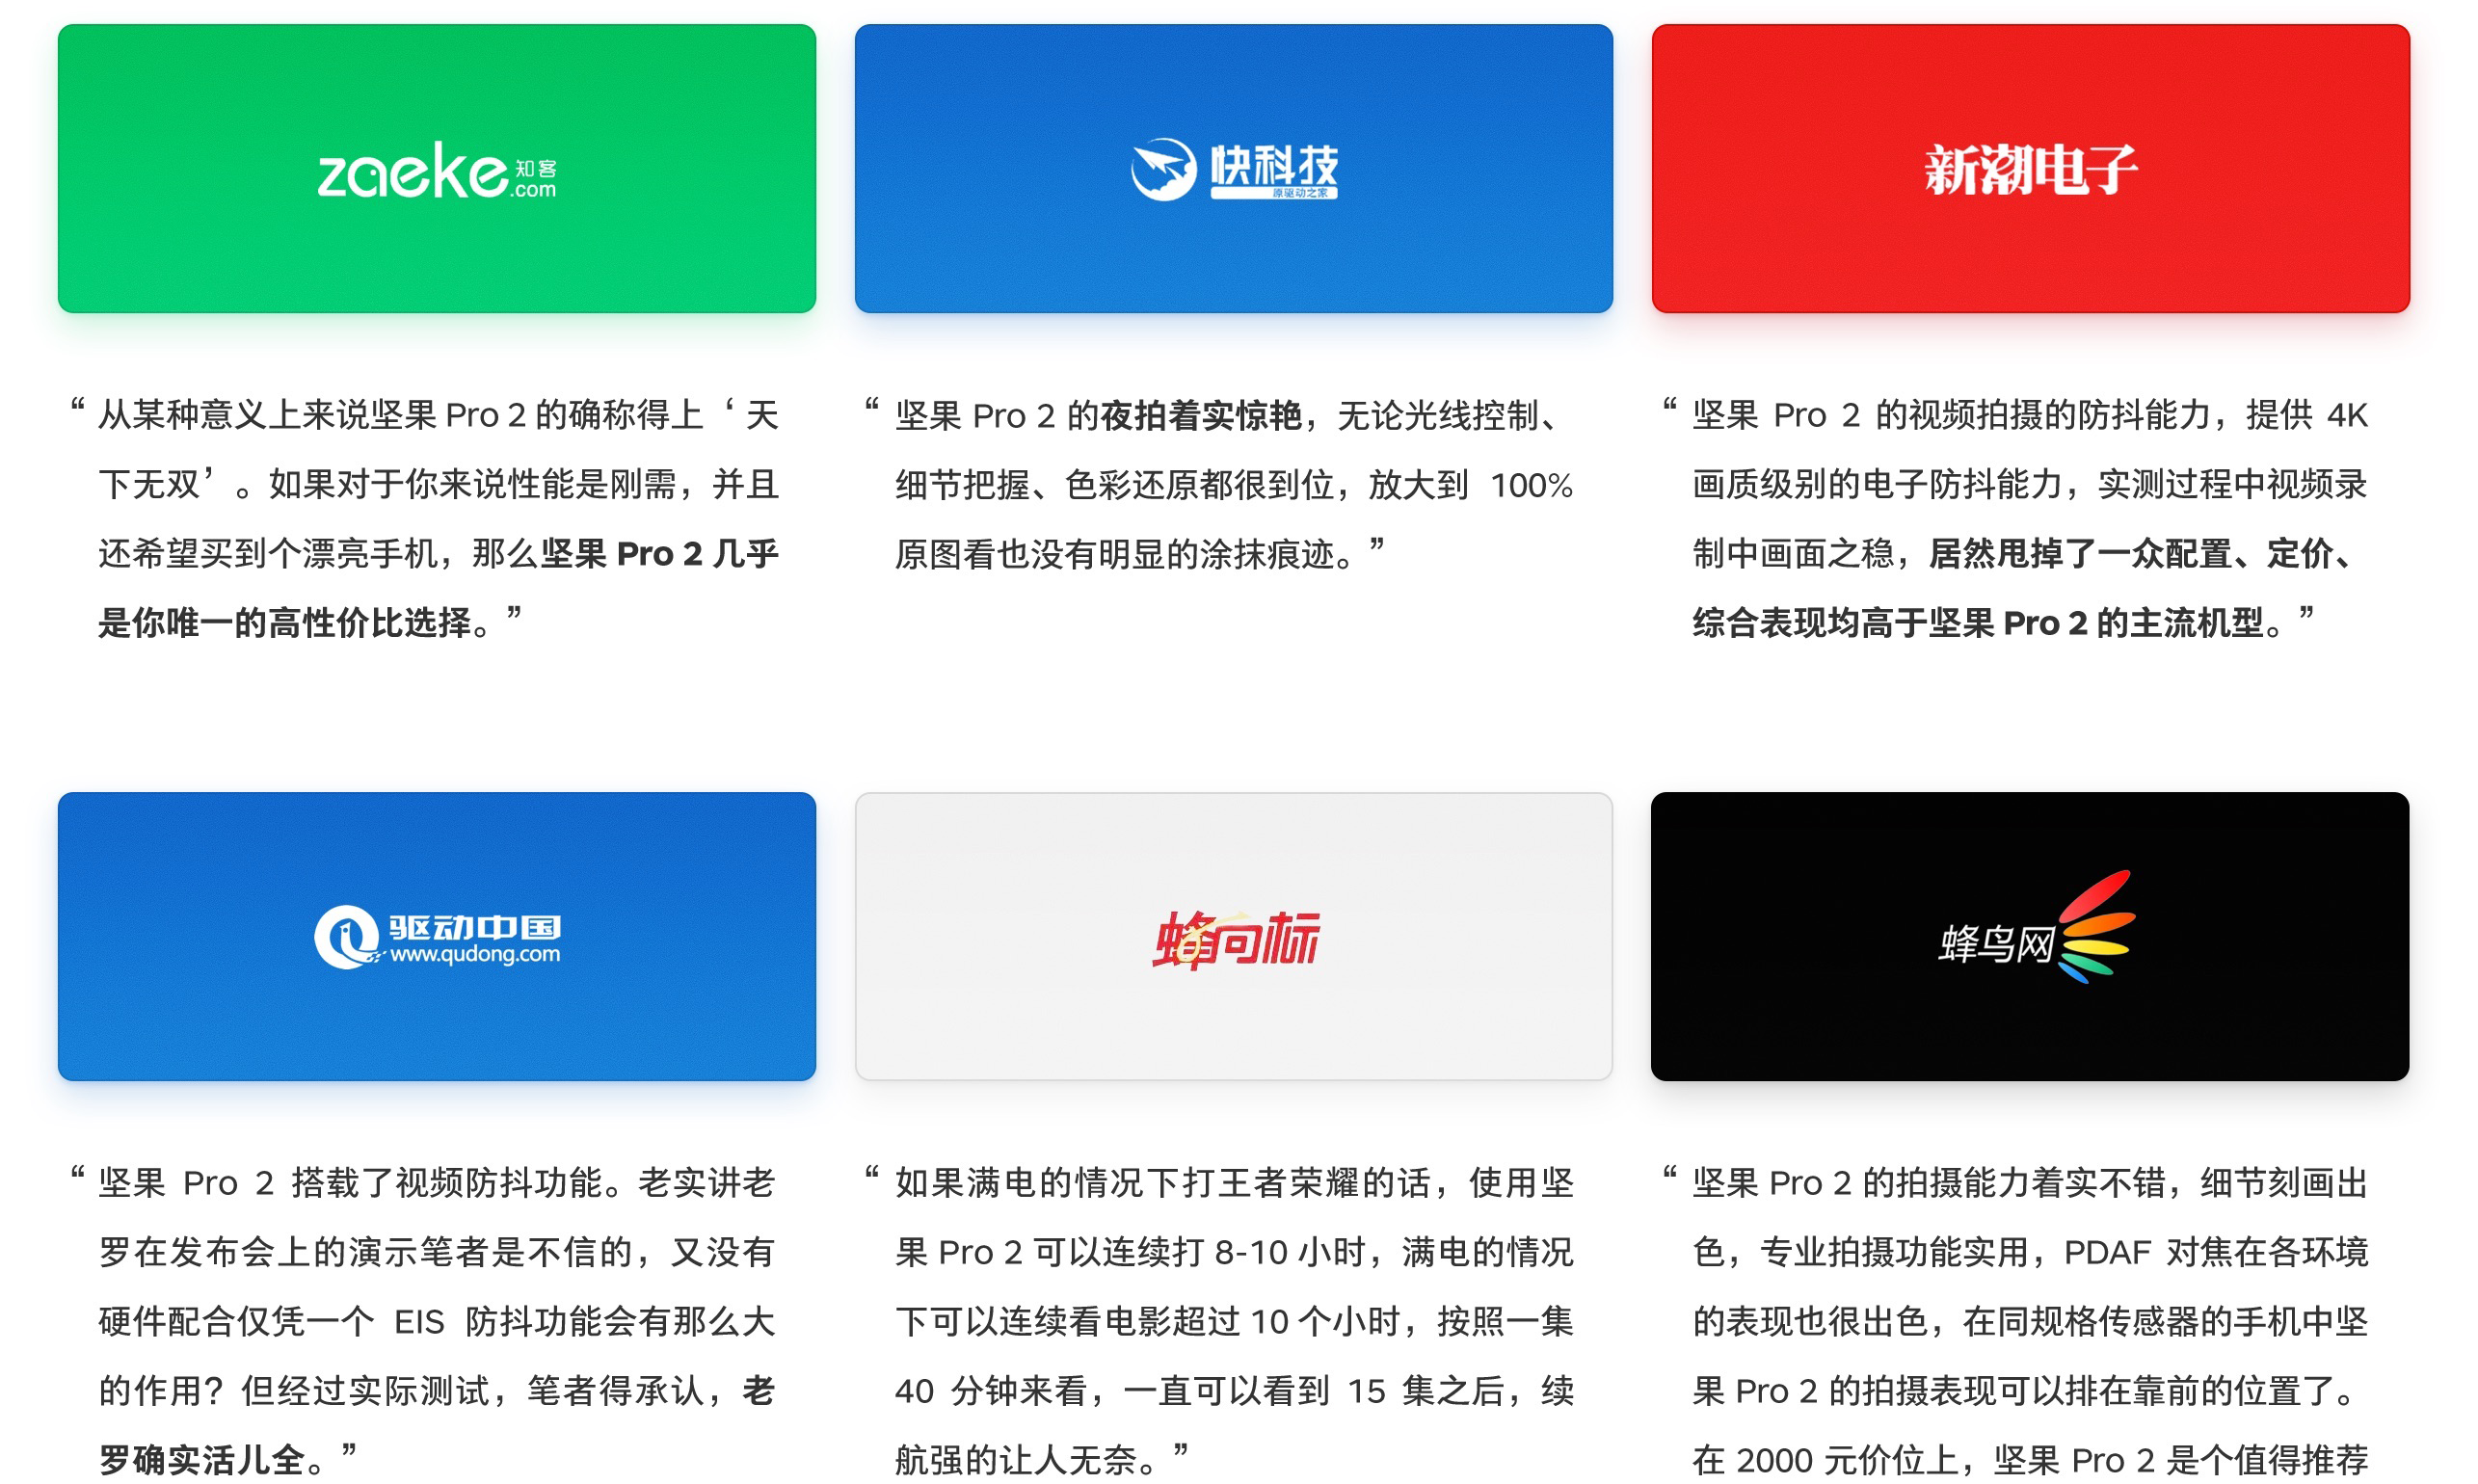 zaeke知客.com
快科技
原驱动之家
新潮电子
“ 从某种意义上来说坚果 Pro 2 的确称得上 ‘ 天
下无双’ 。如果对于你来说性能是刚需，并且
还希望买到个漂亮手机，那么坚果 Pro 2 几乎
是你唯一的高性价比选择。”
“ 坚果 Pro 2 的夜拍着实惊艳，无论光线控制、
细节把握、色彩还原都很到位，放大到 100%
原图看也没有明显的涂抹痕迹。”
“ 坚果 Pro 2 的视频拍摄的防抖能力，提供 4K
画质级别的电子防抖能力，实测过程中视频录
制中画面之稳，居然甩掉了一众配置、定价、
综合表现均高于坚果 Pro 2 的主流机型。”
驱动中国
www.qudong.com
蜂向标
蜂鸟网
“ 坚果 Pro 2 搭载了视频防抖功能。老实讲老
罗在发布会上的演示笔者是不信的，又没有
硬件配合仅凭一个 EIS 防抖功能会有那么大
的作用？但经过实际测试，笔者得承认，老
罗确实活儿全。”
“ 如果满电的情况下打王者荣耀的话，使用坚
果 Pro 2 可以连续打 8-10 小时，满电的情况
下可以连续看电影超过 10 个小时，按照一集
40 分钟来看，一直可以看到 15 集之后，续
航强的让人无奈。”
“ 坚果 Pro 2 的拍摄能力着实不错，细节刻画出
色，专业拍摄功能实用，PDAF 对焦在各环境
的表现也很出色，在同规格传感器的手机中坚
果 Pro 2 的拍摄表现可以排在靠前的位置了。
在 2000 元价位上，坚果 Pro 2 是个值得推荐